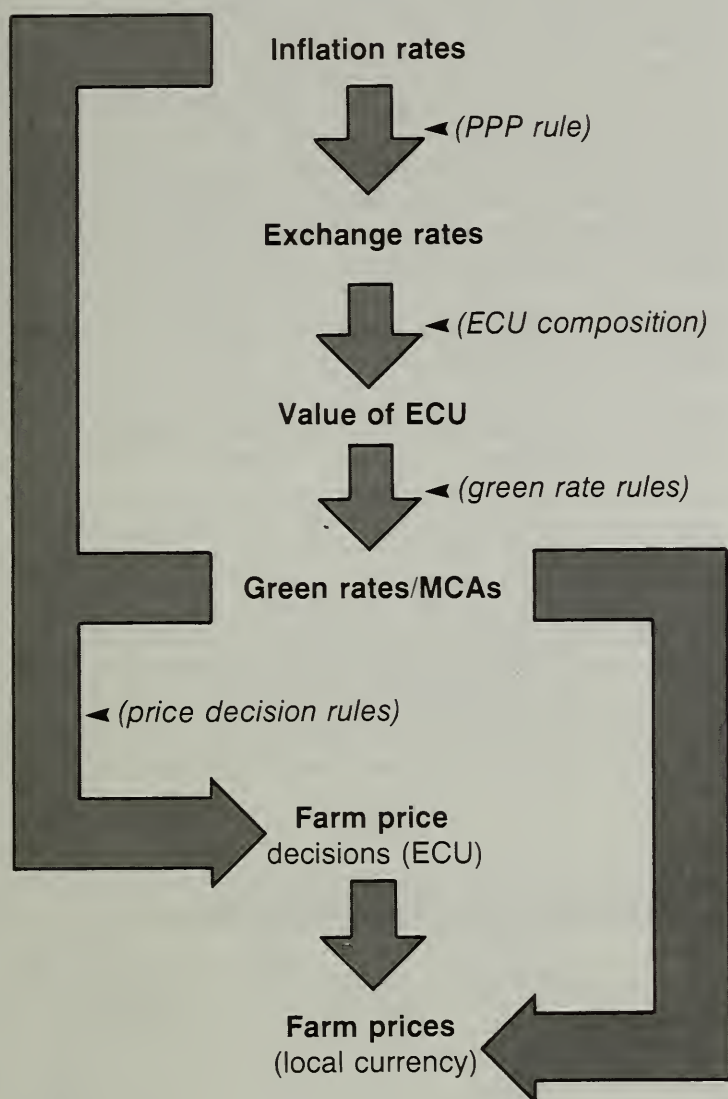 Inflation rates
(PPP rule)
Exchange rates
(ECU composition)
Value of ECU
(green rate rules)
Green rates/MCAs
(price decision rules)
Farm price
decisions (ECU)
Farm prices
(local currency)